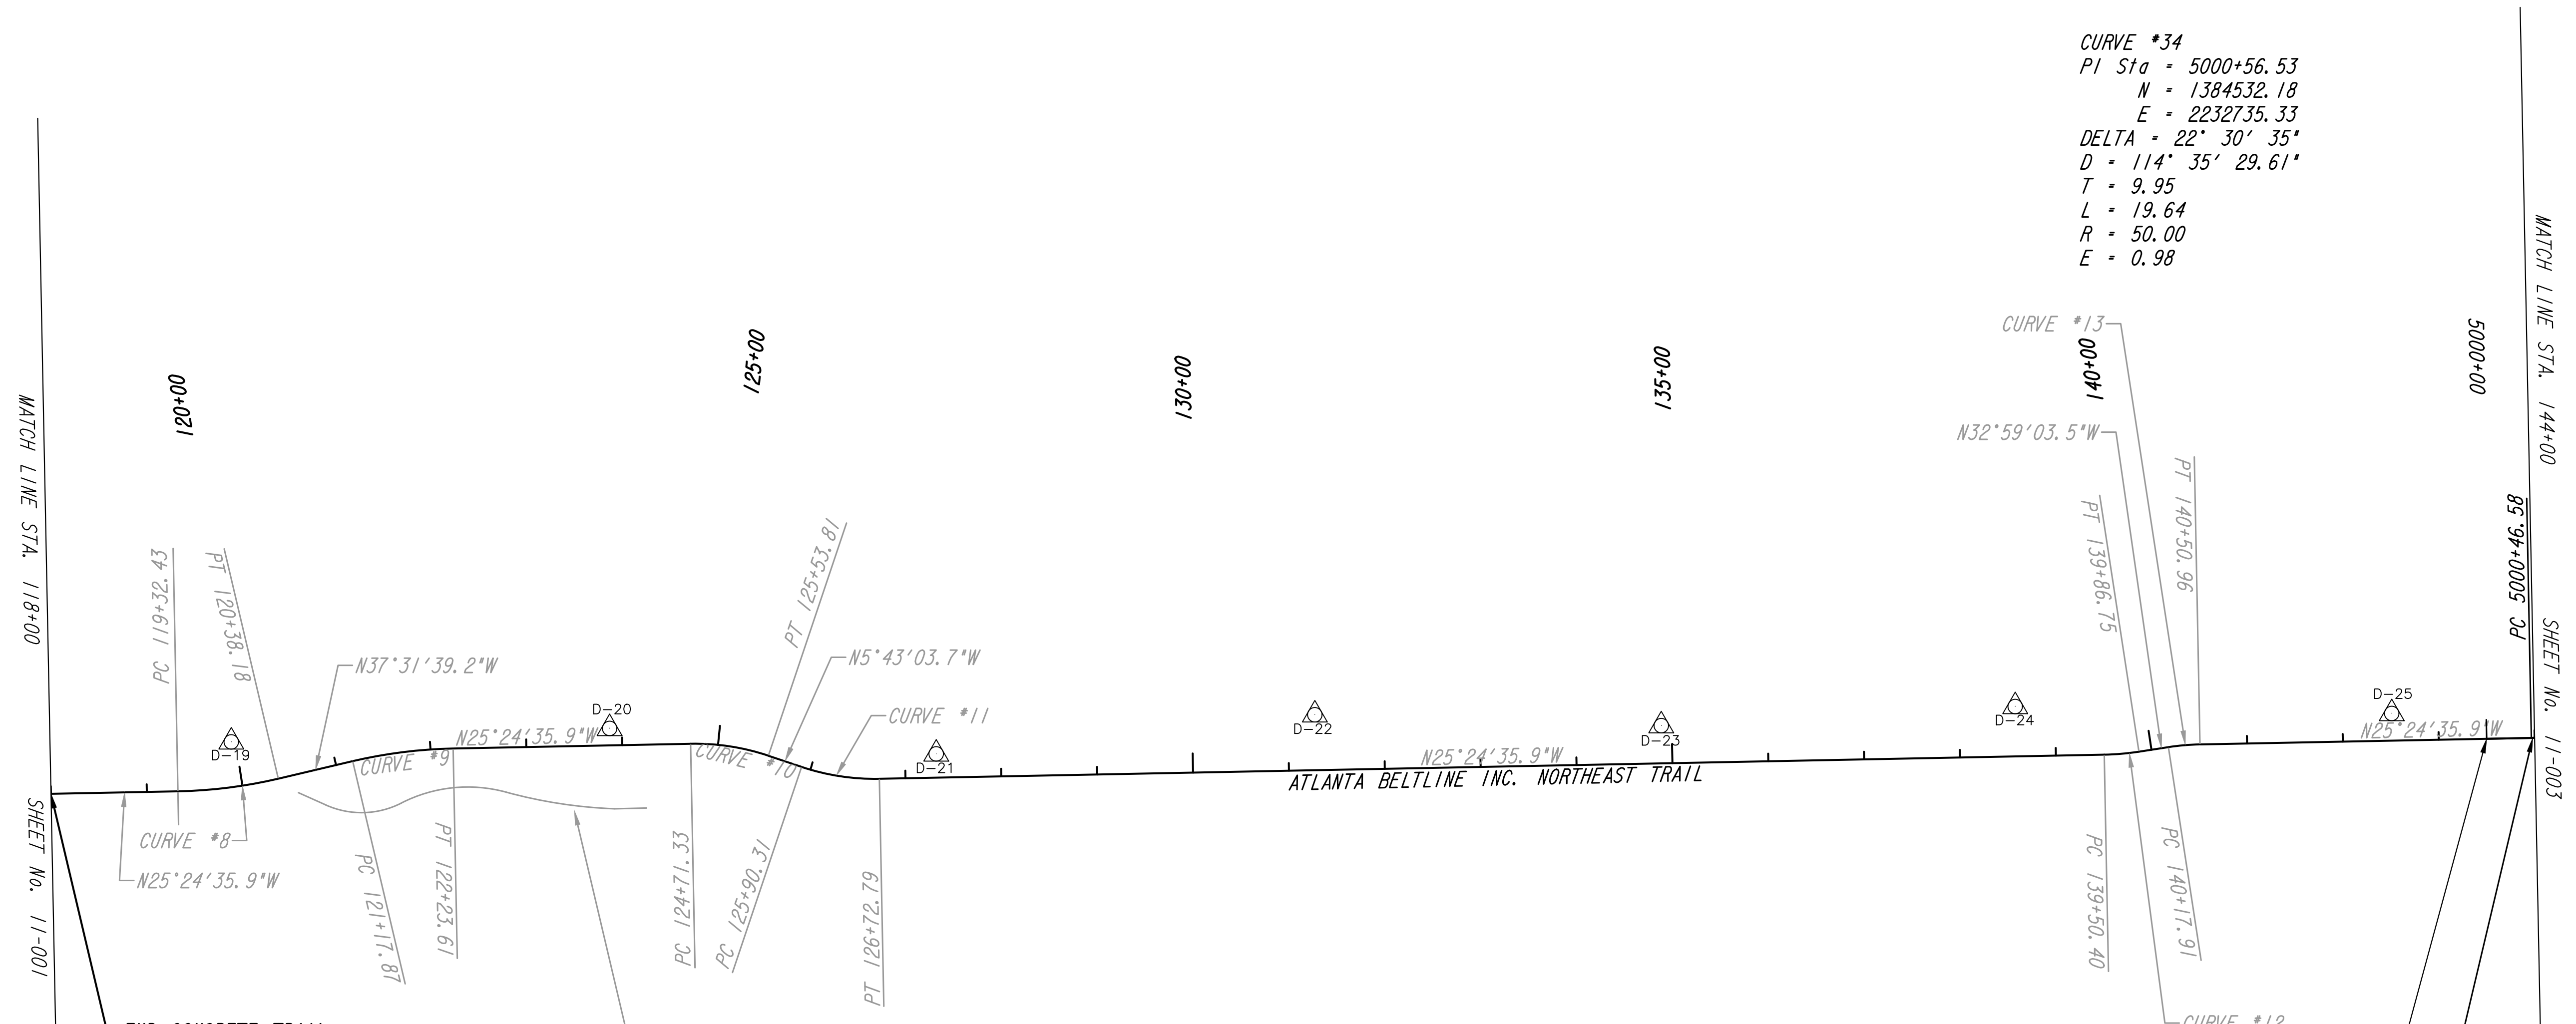 CURVE #34
PI Sta = 5000+56.53
N = 1384532.18
E = 2232735.33
DELTA = 22° 30' 35"
D = 114° 35' 29.61"
T = 9.95
L = 19.64
R = 50.00
E = 0.98
MATCH LINE STA. 118+00
SHEET No. 11-001
120+00
125+00
130+00
135+00
140+00
5000+00
MATCH LINE STA. 144+00
SHEET No. 11-003
CURVE #13
N32°59'03.5"W
PC 119+32.43
PT 120+38.18
N37°31'39.2"W
PT 125+53.81
N5°43'03.7"W
CURVE #11
PT 139+86.75
PT 140+50.96
PC 5000+46.58
D-19
D-20
D-21
D-22
D-23
D-24
D-25
CURVE #9
N25°24'35.9"W
CURVE #10
N25°24'35.9"W
N25°24'35.9"W
ATLANTA BELTLINE INC. NORTHEAST TRAIL
CURVE #8
N25°24'35.9"W
PC 121+17.87
PT 122+23.61
PC 124+71.33
PC 125+90.31
PT 126+72.79
PC 139+50.40
PC 140+17.91
CURVE #12